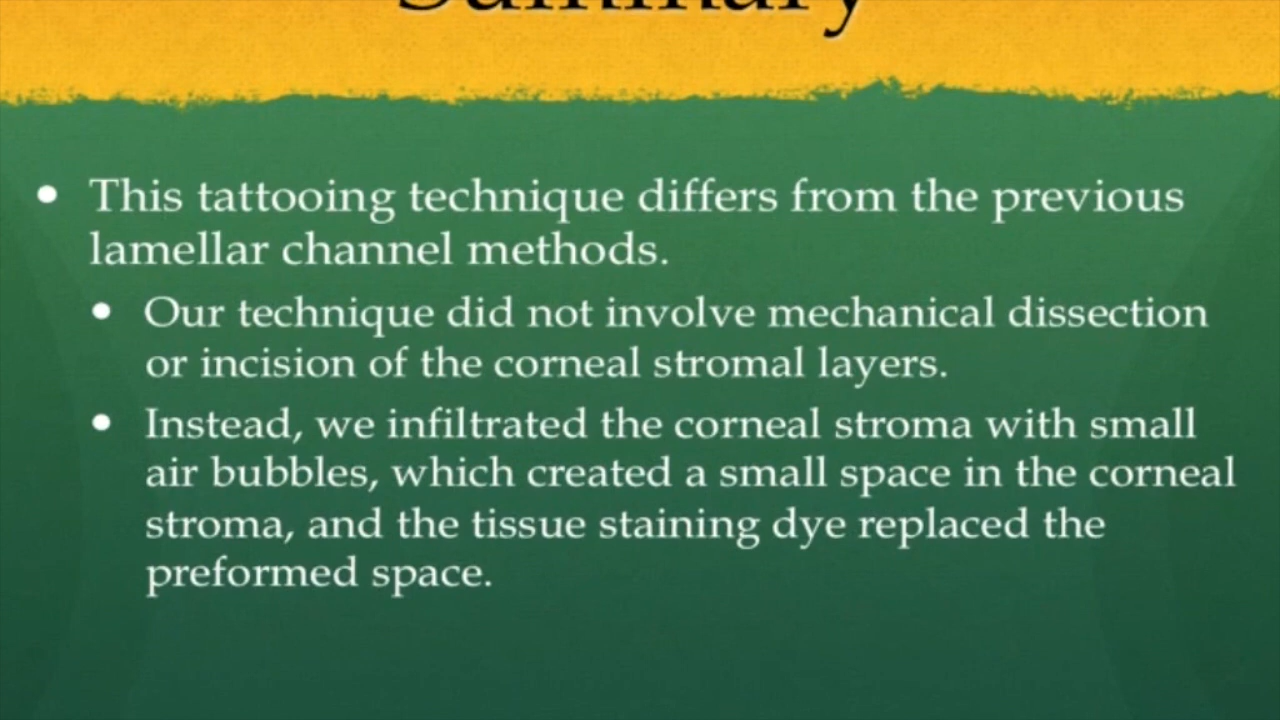 Summary
• This tattooing technique differs from the previous
lamellar channel methods.
• Our technique did not involve mechanical dissection
or incision of the corneal stromal layers.
• Instead, we infiltrated the corneal stroma with small
air bubbles, which created a small space in the corneal
stroma, and the tissue staining dye replaced the
preformed space.